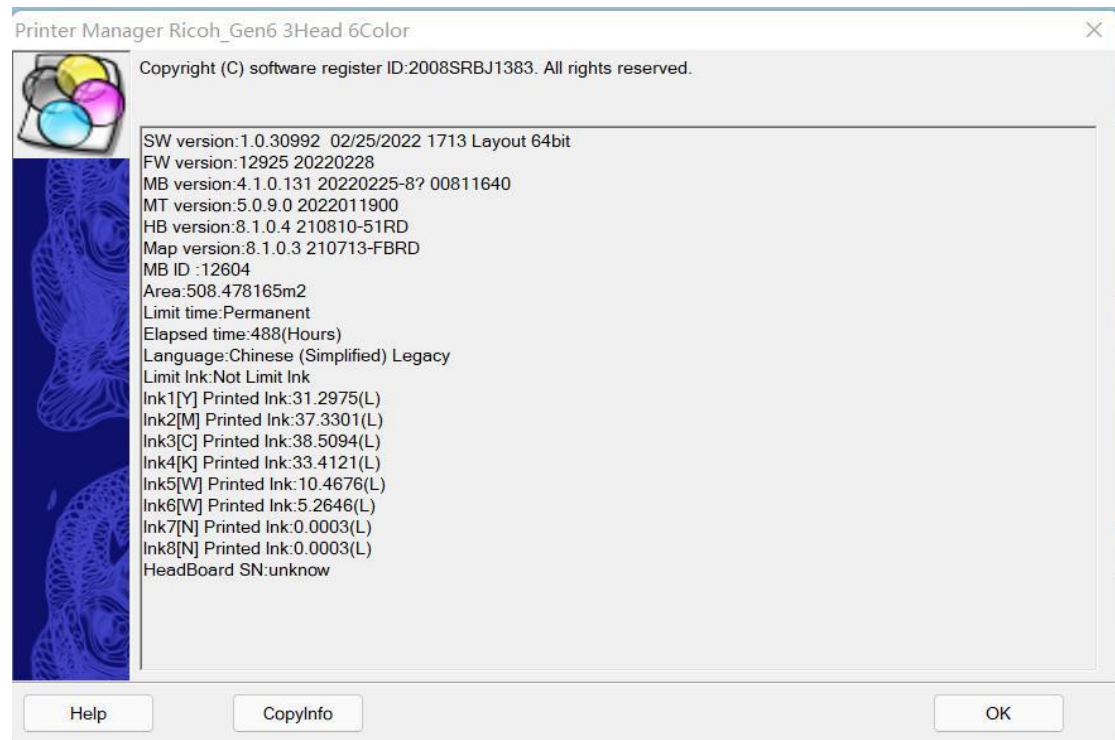 Printer Manager Ricoh_Gen6 3Head 6Color
Copyright (C) software register ID:2008SRBJ1383. All rights reserved.
SW version:1.0.30992  02/25/2022 1713 Layout 64bit
FW version:12925 20220228
MB version:4.1.0.131 20220225-8? 00811640
MT version:5.0.9.0 2022011900
HB version:8.1.0.4 210810-51RD
Map version:8.1.0.3 210713-FBRD
MB ID :12604
Area:508.478165m2
Limit time:Permanent
Elapsed time:488(Hours)
Language:Chinese (Simplified) Legacy
Limit Ink:Not Limit Ink
Ink1[Y] Printed Ink:31.2975(L)
Ink2[M] Printed Ink:37.3301(L)
Ink3[C] Printed Ink:38.5094(L)
Ink4[K] Printed Ink:33.4121(L)
Ink5[W] Printed Ink:10.4676(L)
Ink6[W] Printed Ink:5.2646(L)
Ink7[N] Printed Ink:0.0003(L)
Ink8[N] Printed Ink:0.0003(L)
HeadBoard SN:unknow
Help
CopyInfo
OK